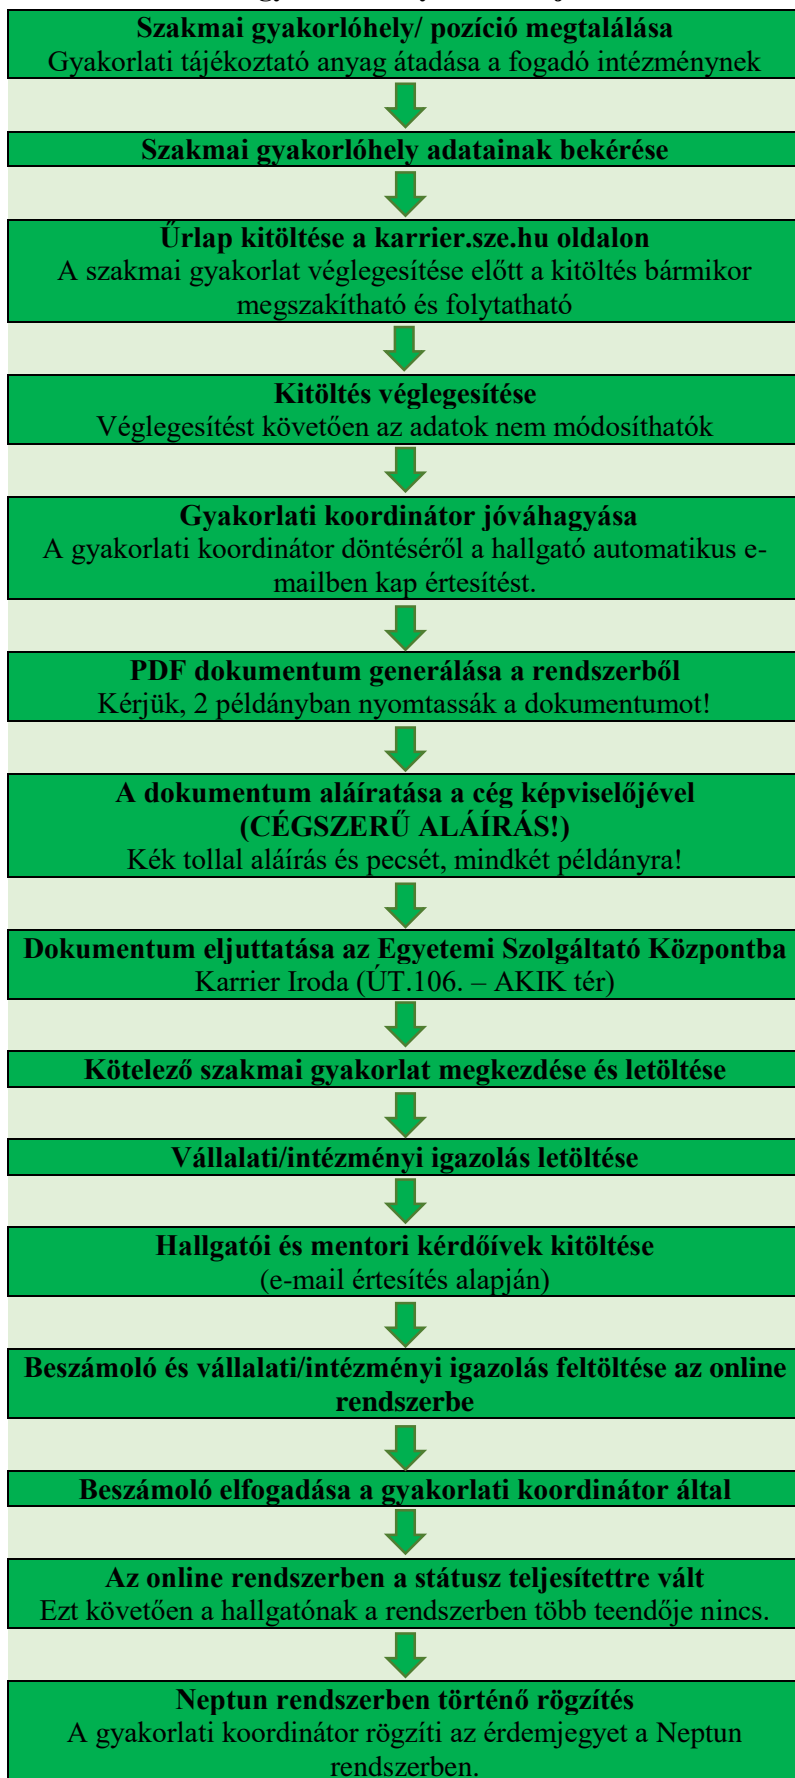 Szakmai gyakorlóhely/ pozíció megtalálása
Gyakorlati tájékoztató anyag átadása a fogadó intézménynek
Szakmai gyakorlóhely adatainak bekérése
Űrlap kitöltése a karrier.sze.hu oldalon
A szakmai gyakorlat véglegesítése előtt a kitöltés bármikor
megszakítható és folytatható
Kitöltés véglegesítése
Véglegesítést követően az adatok nem módosíthatók
Gyakorlati koordinátor jóváhagyása
A gyakorlati koordinátor döntéséről a hallgató automatikus e-
mailben kap értesítést.
PDF dokumentum generálása a rendszerből
Kérjük, 2 példányban nyomtassák a dokumentumot!
A dokumentum aláíratása a cég képviselőjével
(CÉGSZERŰ ALÁÍRÁS!)
Kék tollal aláírás és pecsét, mindkét példányra!
Dokumentum eljuttatása az Egyetemi Szolgáltató Központba
Karrier Iroda (ÚT.106. – AKIK tér)
Kötelező szakmai gyakorlat megkezdése és letöltése
Vállalati/intézményi igazolás letöltése
Hallgatói és mentori kérdőívek kitöltése
(e-mail értesítés alapján)
Beszámoló és vállalati/intézményi igazolás feltöltése az online
rendszerbe
Beszámoló elfogadása a gyakorlati koordinátor által
Az online rendszerben a státusz teljesítettre vált
Ezt követően a hallgatónak a rendszerben több teendője nincs.
Neptun rendszerben történő rögzítés
A gyakorlati koordinátor rögzíti az érdemjegyet a Neptun
rendszerben.